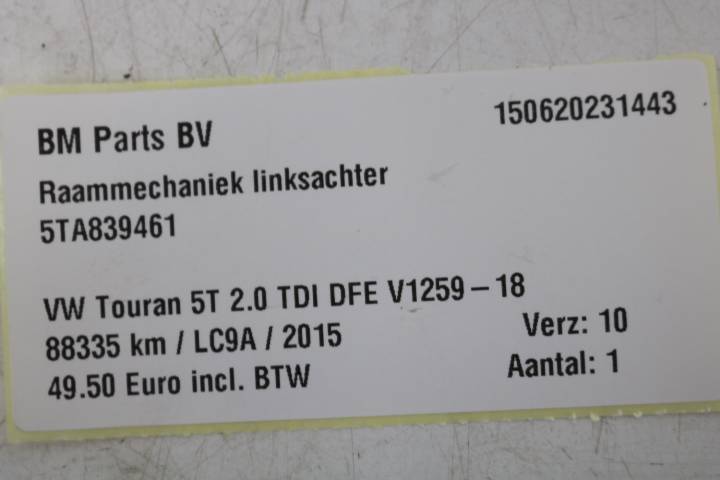 BM Parts BV
150620231443
Raammechaniek linksachter
5TA839461
VW Touran 5T 2.0 TDI DFE V1259 – 18
88335 km / LC9A / 2015
Verz: 10
49.50 Euro incl. BTW
Aantal: 1